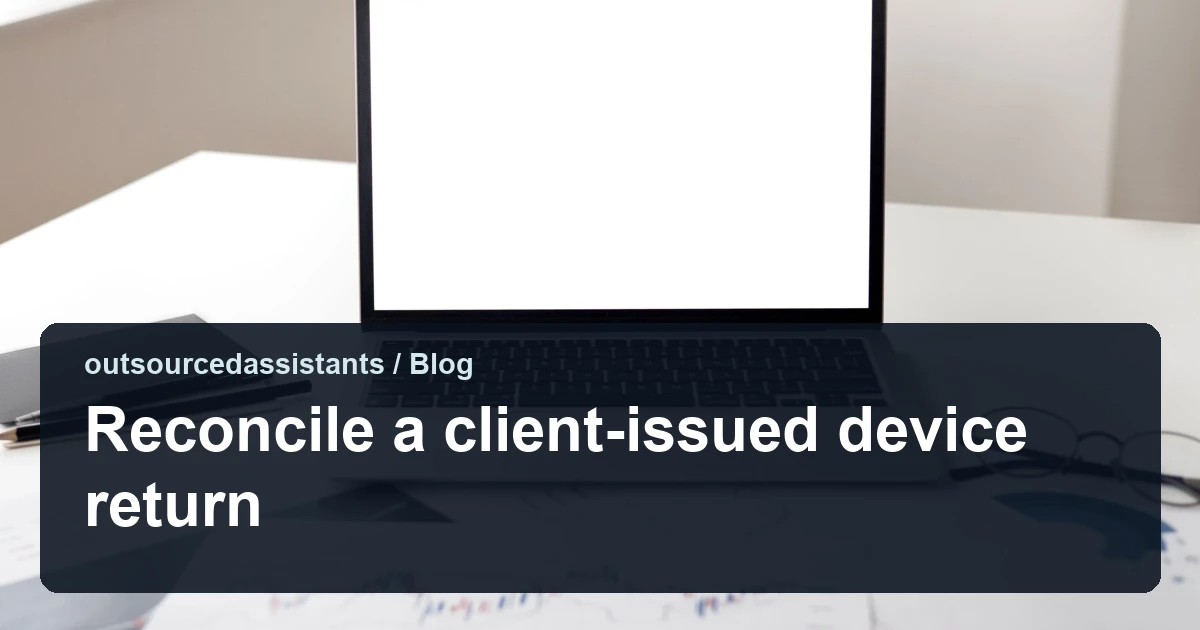 outsourcedassistants / Blog
Reconcile a client-issued device
return